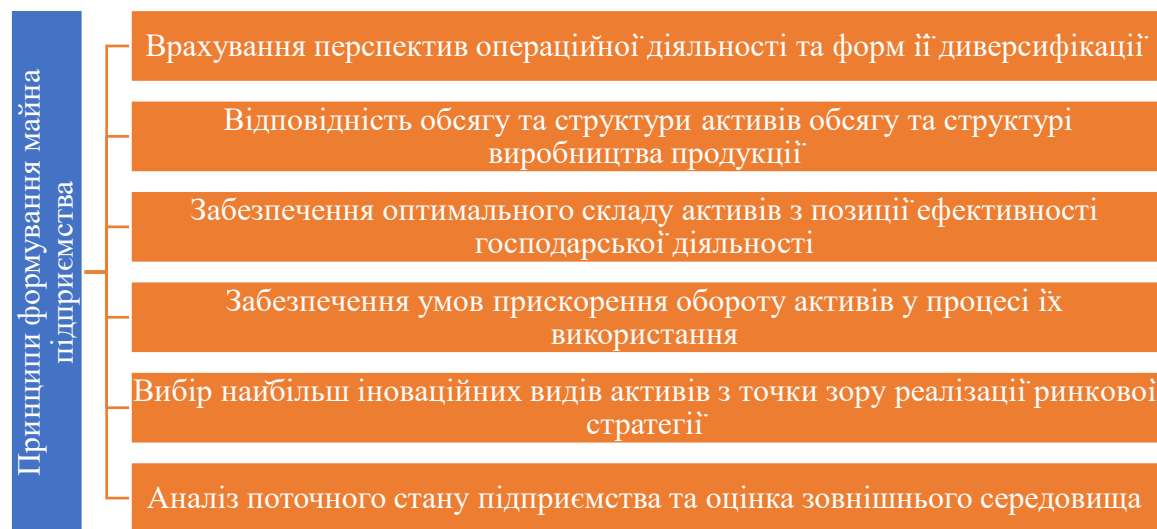 Принципи формування майна
підприємства
Врахування перспектив операційної діяльності та форм її диверсифікації
Відповідність обсягу та структури активів обсягу та структурі
виробництва продукції
Забезпечення оптимального складу активів з позиції ефективності
господарської діяльності
Забезпечення умов прискорення обороту активів у процесі їх
використання
Вибір найбільш іноваційних видів активів з точки зору реалізації ринкової
стратегії
Аналіз поточного стану підприємства та оцінка зовнішнього середовища